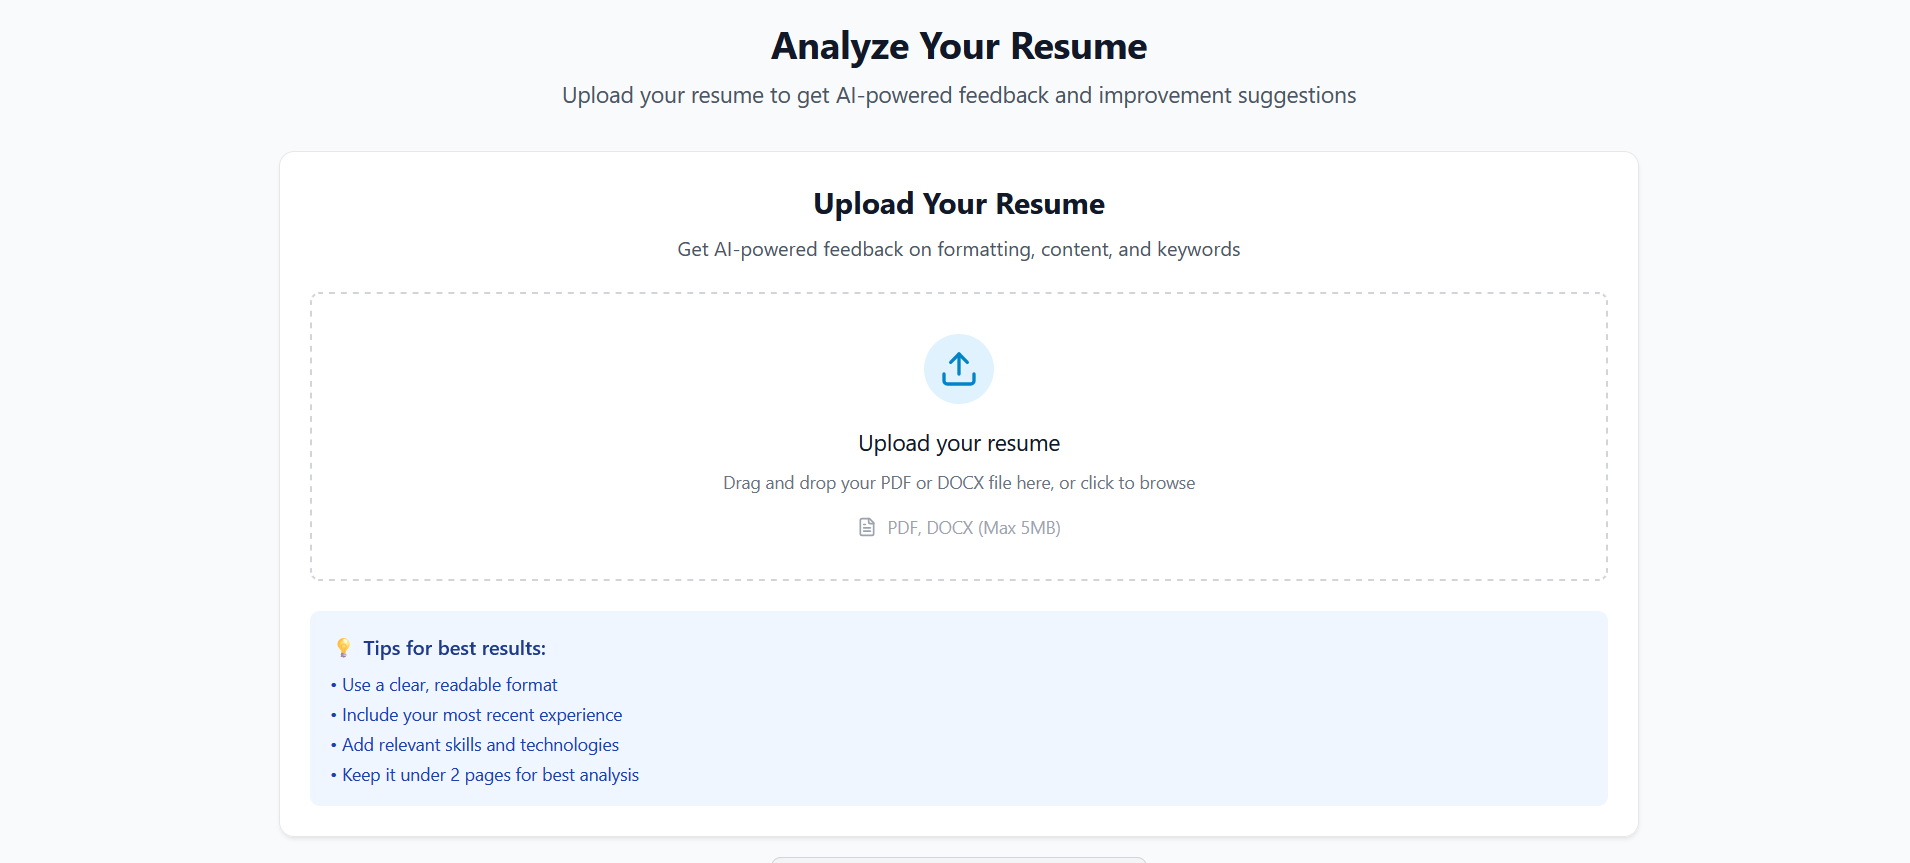 Analyze Your Resume
Upload your resume to get AI-powered feedback and improvement suggestions
Upload Your Resume
Get AI-powered feedback on formatting, content, and keywords
Upload your resume
Drag and drop your PDF or DOCX file here, or click to browse
PDF, DOCX (Max 5MB)
💡 Tips for best results:
• Use a clear, readable format
• Include your most recent experience
• Add relevant skills and technologies
• Keep it under 2 pages for best analysis